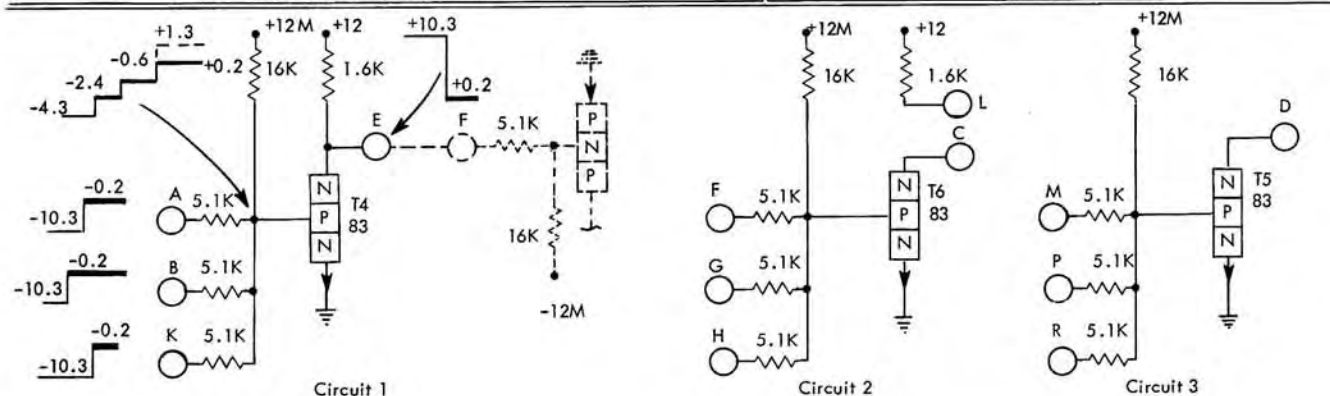 +1.3
-0.6
+0.2
-2.4
-4.3
+12M
+12
16K
1.6K
+10.3
+0.2
E
F
5.1K
P
N
P
16K
-12M
-0.2
-10.3
A
5.1K
N
P
N
T4
83
-0.2
-10.3
B
5.1K
-0.2
-10.3
K
5.1K
Circuit 1
+12M
+12
16K
1.6K
L
C
N
P
N
T6
83
F
5.1K
G
5.1K
H
5.1K
Circuit 2
+12M
16K
D
N
P
N
T5
83
M
5.1K
P
5.1K
R
5.1K
Circuit 3